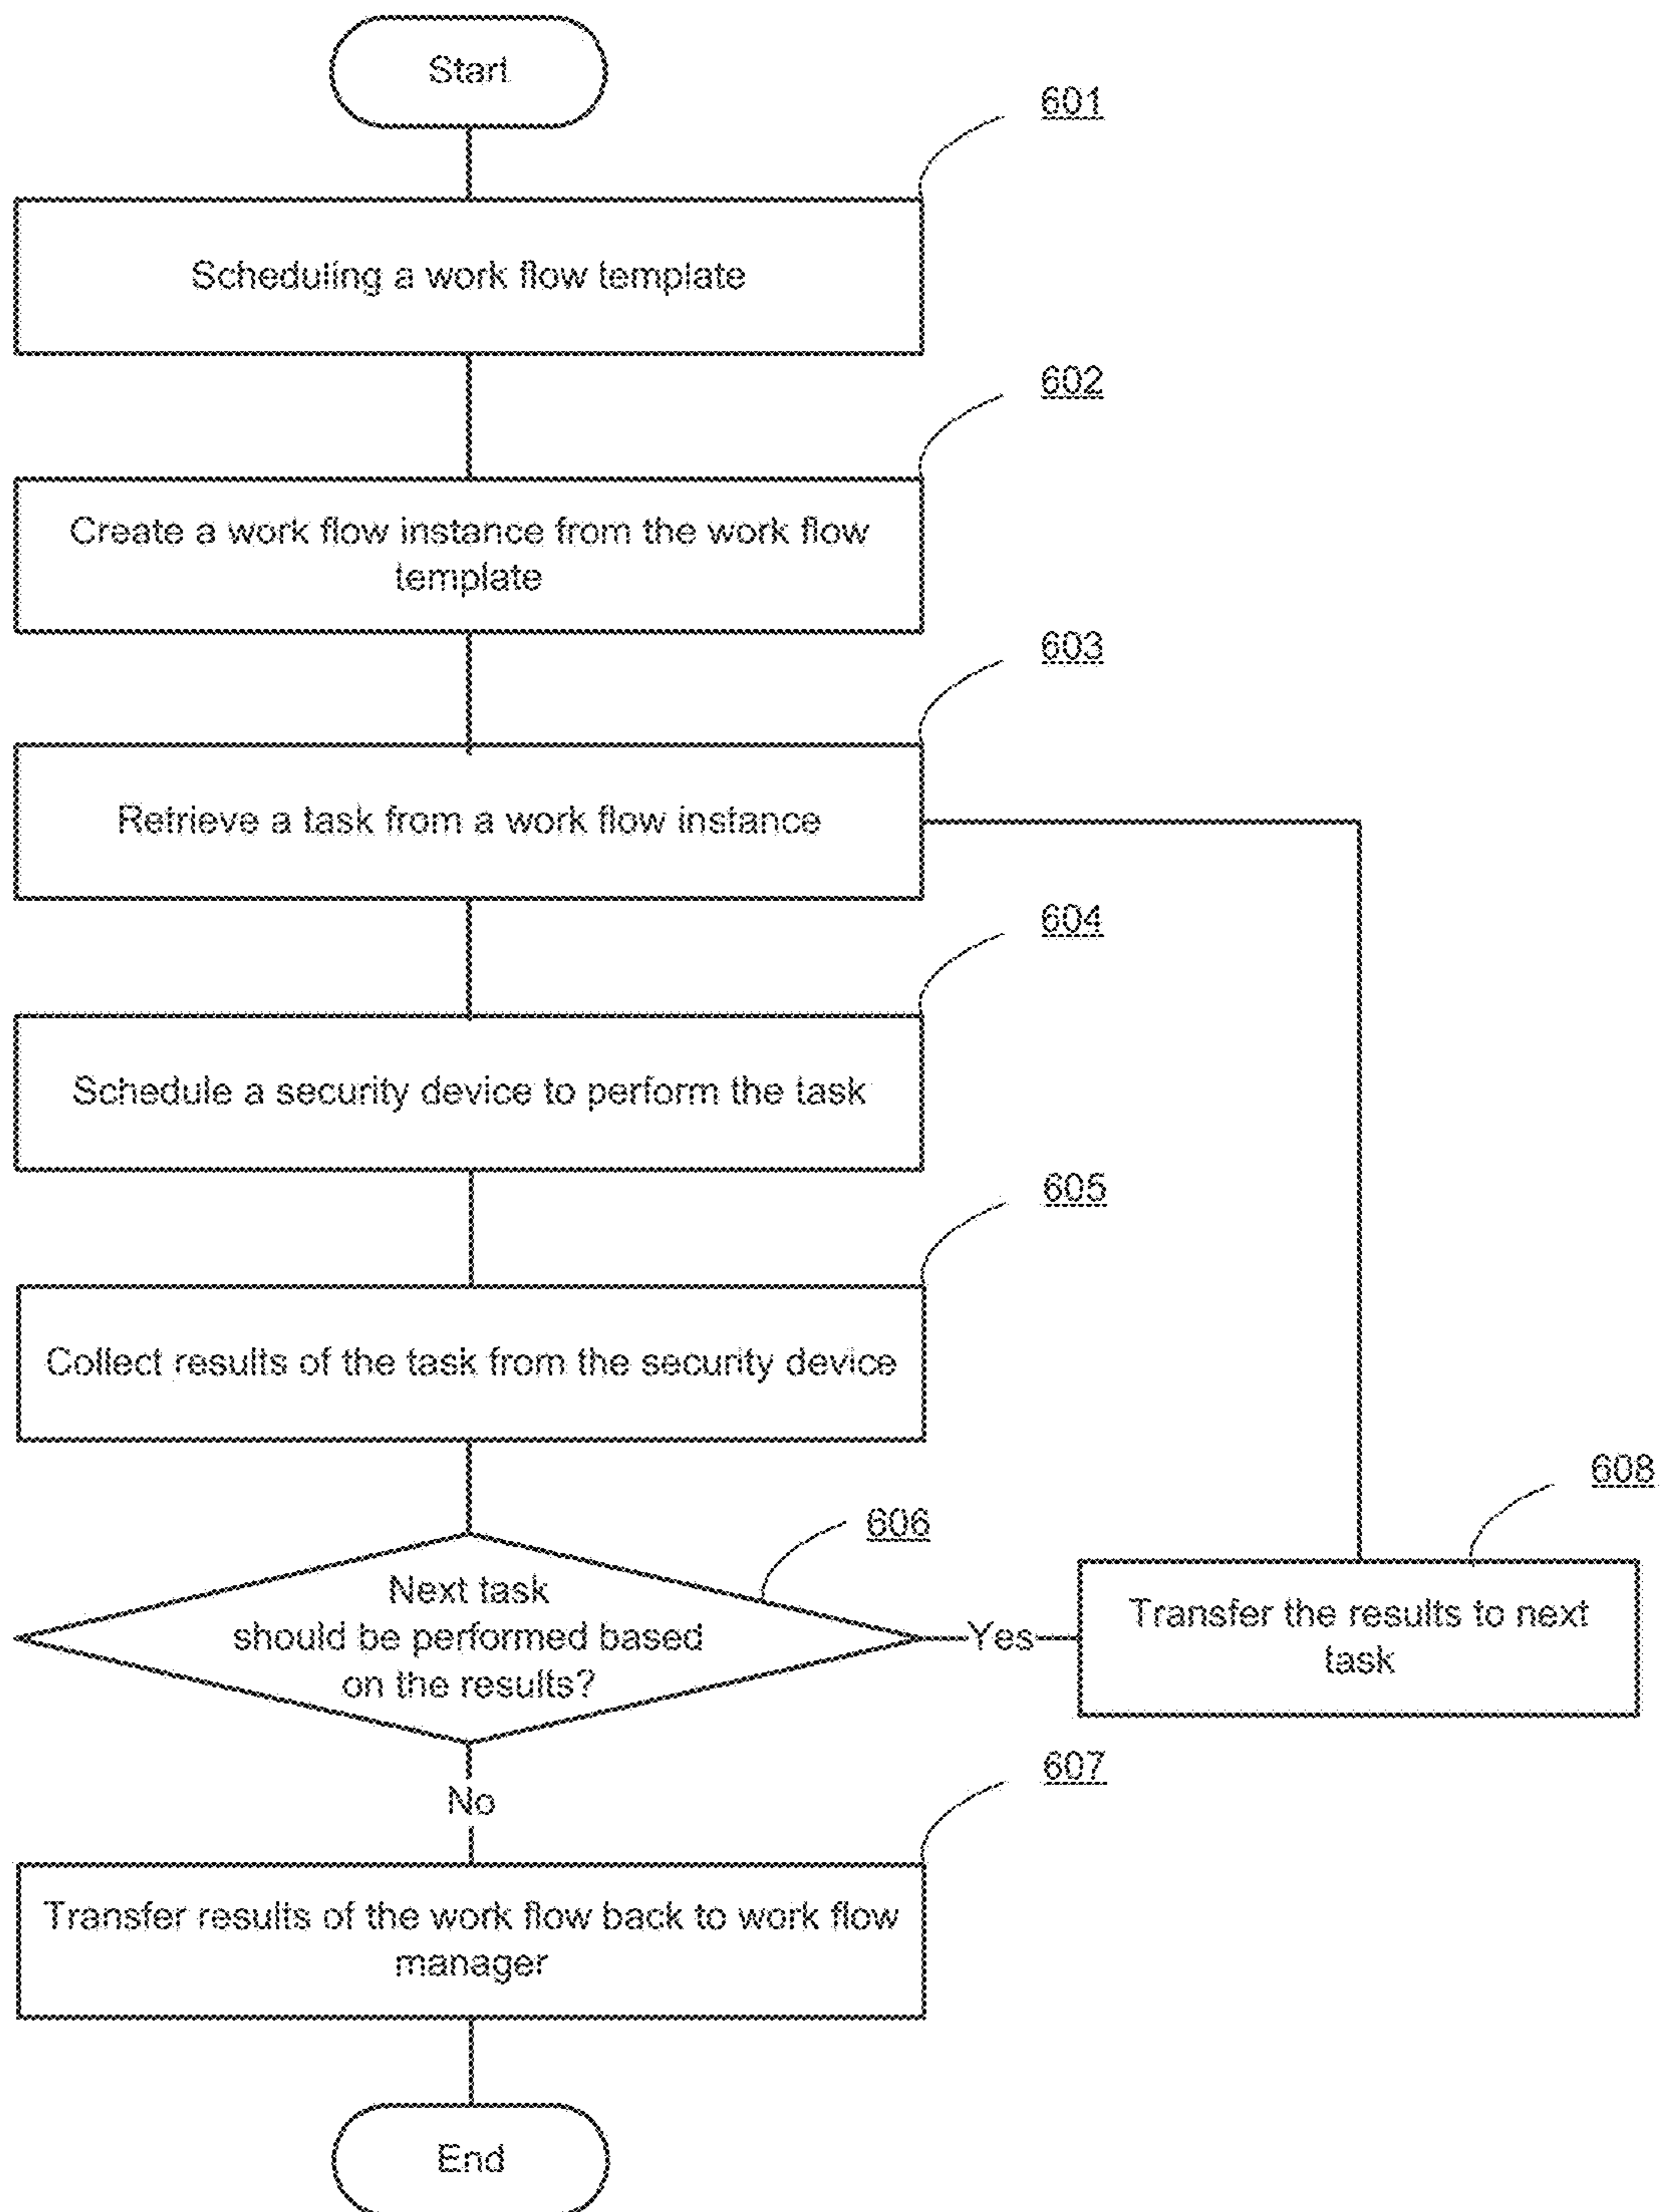 Start
601
Scheduling a work flow template
602
Create a work flow instance from the work flow
template
603
Retrieve a task from a work flow instance
604
Schedule a security device to perform the task
605
Collect results of the task from the security device
606
Next task
should be performed based
on the results?
Yes
608
Transfer the results to next
task
No
607
Transfer results of the work flow back to work flow
manager
End